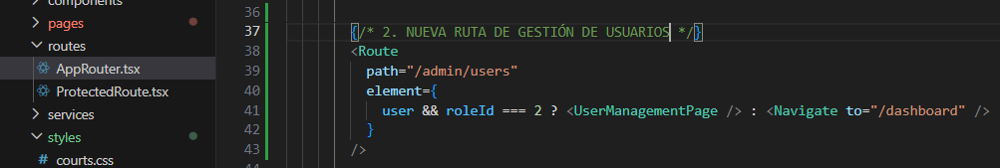 components
pages
routes
AppRouter.tsx
ProtectedRoute.tsx
services
styles
# courts.css
36
37 {/* 2. NUEVA RUTA DE GESTIÓN DE USUARIOS */}
38 <Route
39 path="/admin/users"
40 element={
41 user && roleId === 2 ? <UserManagementPage /> : <Navigate to="/dashboard" />
42 }
43 />
44